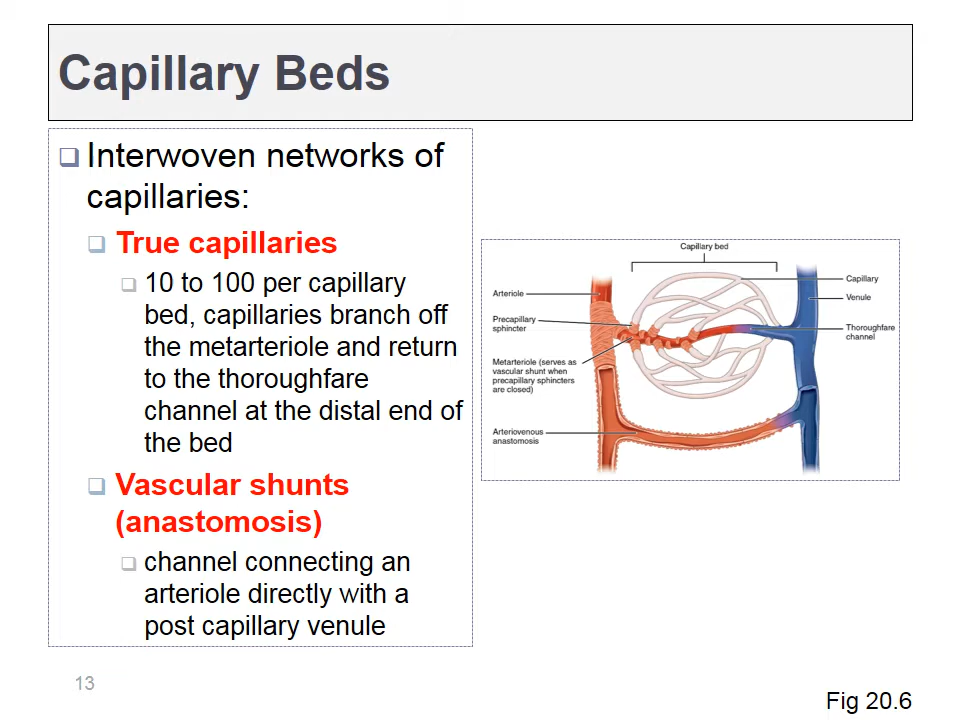 Capillary Beds
Interwoven networks of
capillaries:
True capillaries
10 to 100 per capillary
bed, capillaries branch off
the metarteriole and return
to the thoroughfare
channel at the distal end of
the bed
Vascular shunts
(anastomosis)
channel connecting an
arteriole directly with a
post capillary venule
Capillary bed
Arteriole
Precapillary
sphincter
Metarteriole (serves as
vascular shunt when
precapillary sphincters
are closed)
Arteriovenous
anastomosis
Capillary
Venule
Thoroughfare
channel
13
Fig 20.6